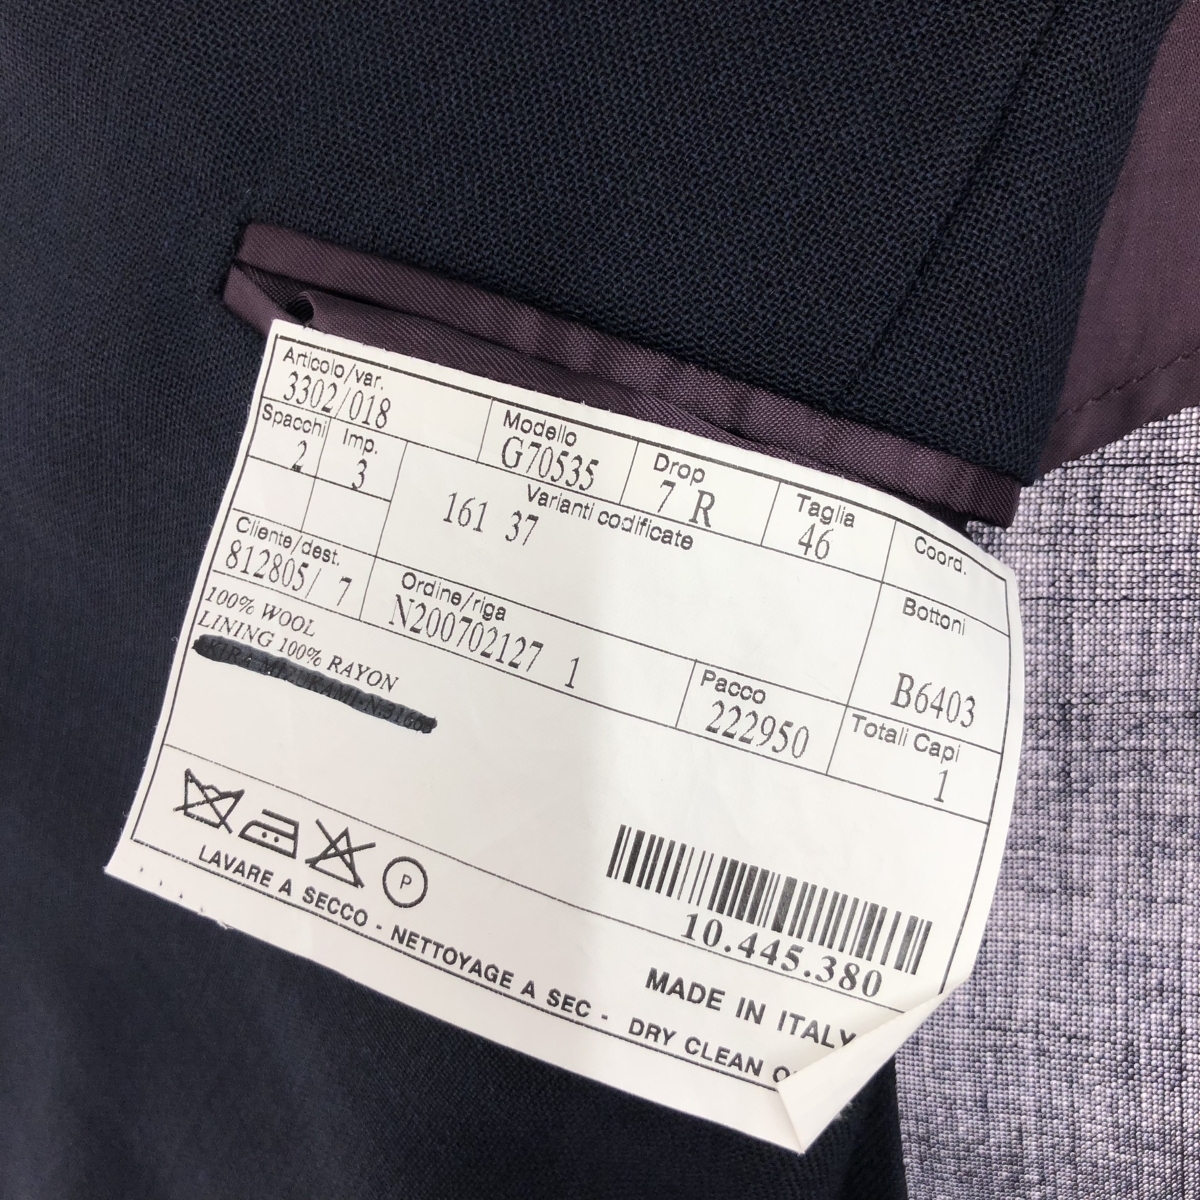 Articolo/var.
3302/018
Modello
G70535
Drop
7 R
Taglia
46
Coord.
Spacchi
2
Imp.
3
Varianti codificate
161 37
Bottoni
B6403
Cliente/dest.
812805/ 7
Ordine/riga
N200702127 1
Pacco
222950
Totali Capi
1
100% WOOL
LINING 100% RAYON
10.445.380
P
MADE IN ITALY
LAVARE A SECCO - NETTOYAGE A SEC - DRY CLEAN